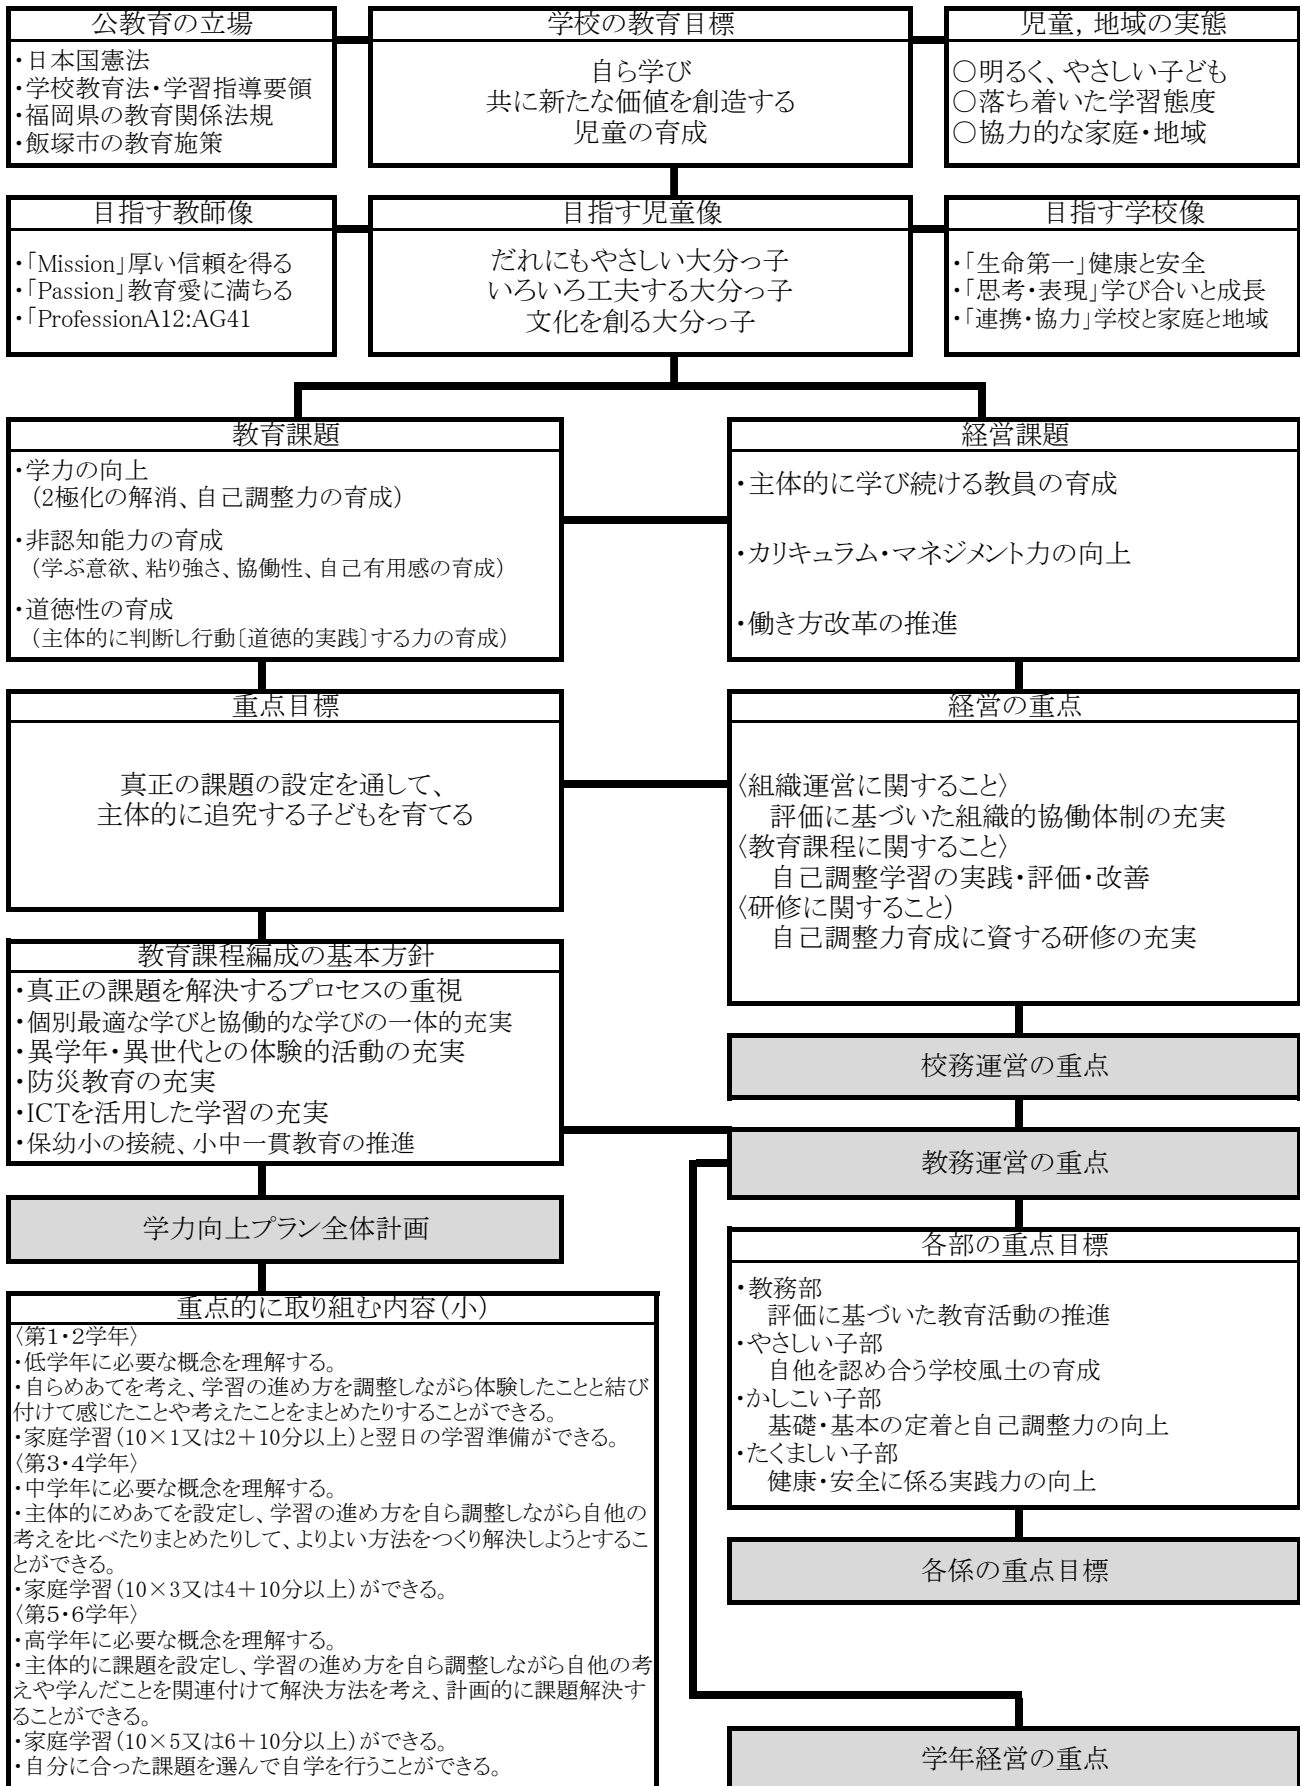 公教育の立場
・日本国憲法
・学校教育法・学習指導要領
・福岡県の教育関係法規
・飯塚市の教育施策
学校の教育目標
自ら学び
共に新たな価値を創造する
児童の育成
児童，地域の実態
○明るく、やさしい子ども
○落ち着いた学習態度
○協力的な家庭・地域
目指す教師像
・「Mission」厚い信頼を得る
・「Passion」教育愛に満ちる
・「ProfessionA12:AG41
目指す児童像
だれにもやさしい大分っ子
いろいろ工夫する大分っ子
文化を創る大分っ子
目指す学校像
・「生命第一」健康と安全
・「思考・表現」学び合いと成長
・「連携・協力」学校と家庭と地域
教育課題
・学力の向上
（2極化の解消、自己調整力の育成）
・非認知能力の育成
（学ぶ意欲、粘り強さ、協働性、自己有用感の育成）
・道徳性の育成
（主体的に判断し行動〔道徳的実践〕する力の育成）
経営課題
・主体的に学び続ける教員の育成
・カリキュラム・マネジメント力の向上
・働き方改革の推進
重点目標
真正の課題の設定を通して、
主体的に追究する子どもを育てる
経営の重点
〈組織運営に関すること〉
評価に基づいた組織的協働体制の充実
〈教育課程に関すること〉
自己調整学習の実践・評価・改善
〈研修に関すること）
自己調整力育成に資する研修の充実
教育課程編成の基本方針
・真正の課題を解決するプロセスの重視
・個別最適な学びと協働的な学びの一体的充実
・異学年・異世代との体験的活動の充実
・防災教育の充実
・ICTを活用した学習の充実
・保幼小の接続、小中一貫教育の推進
校務運営の重点
教務運営の重点
学力向上プラン全体計画
各部の重点目標
・教務部
評価に基づいた教育活動の推進
・やさしい子部
自他を認め合う学校風土の育成
・かしこい子部
基礎・基本の定着と自己調整力の向上
・たくましい子部
健康・安全に係る実践力の向上
重点的に取り組む内容（小）
〈第1・2学年〉
・低学年に必要な概念を理解する。
・自らめあてを考え、学習の進め方を調整しながら体験したことと結び
付けて感じたことや考えたことをまとめたりすることができる。
・家庭学習（10×1又は2＋10分以上）と翌日の学習準備ができる。
〈第3・4学年〉
・中学年に必要な概念を理解する。
・主体的にめあてを設定し、学習の進め方を自ら調整しながら自他の
考えを比べたりまとめたりして、よりよい方法をつくり解決しようとするこ
とができる。
・家庭学習（10×3又は4＋10分以上）ができる。
〈第5・6学年〉
・高学年に必要な概念を理解する。
・主体的に課題を設定し、学習の進め方を自ら調整しながら自他の考
えや学んだことを関連付けて解決方法を考え、計画的に課題解決す
ることができる。
・家庭学習（10×5又は6＋10分以上）ができる。
・自分に合った課題を選んで自学を行うことができる。
各係の重点目標
学年経営の重点